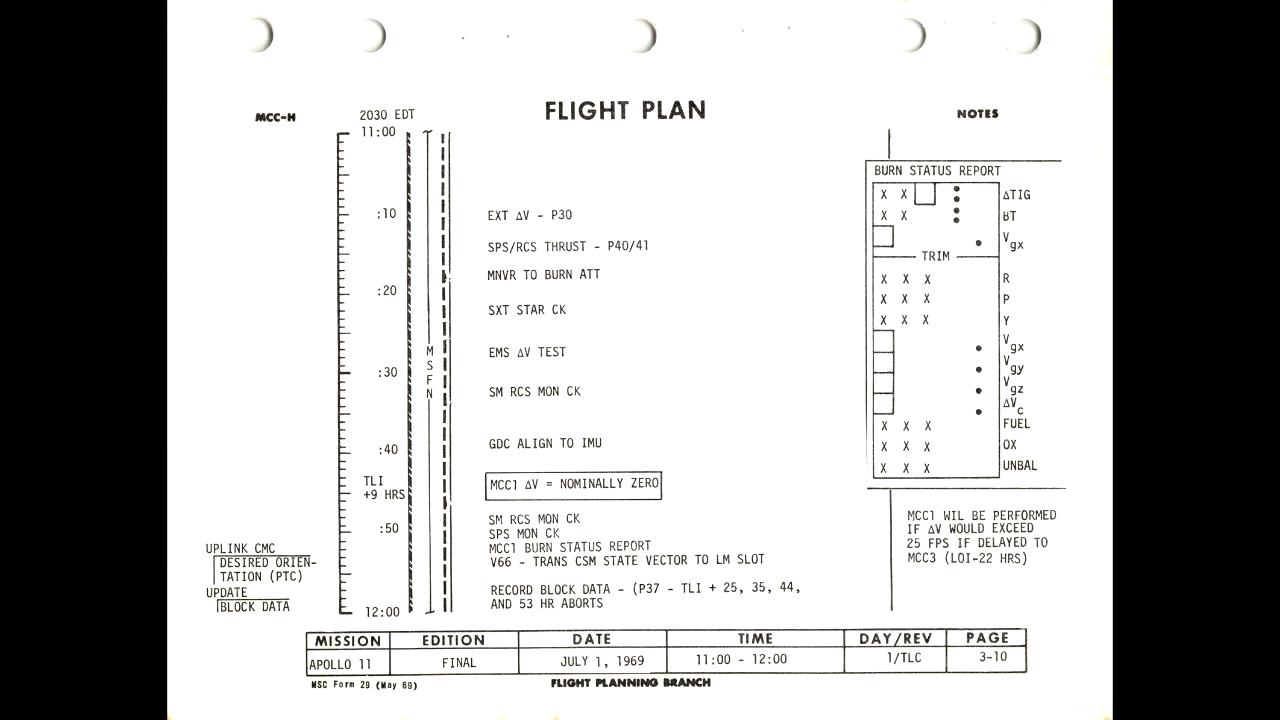 FLIGHT PLAN
MCC-H
2030 EDT
NOTES
11:00
:10
:20
:30
:40
TLI
+9 HRS
:50
12:00
MSFN
UPLINK CMC
DESIRED ORIEN-
TATION (PTC)
UPDATE
BLOCK DATA
EXT ΔV - P30
SPS/RCS THRUST - P40/41
MNVR TO BURN ATT
SXT STAR CK
EMS ΔV TEST
SM RCS MON CK
GDC ALIGN TO IMU
MCC1 ΔV = NOMINALLY ZERO
SM RCS MON CK
SPS MON CK
MCC1 BURN STATUS REPORT
V66 - TRANS CSM STATE VECTOR TO LM SLOT
RECORD BLOCK DATA - (P37 - TLI + 25, 35, 44,
AND 53 HR ABORTS
BURN STATUS REPORT
X X ΔTIG
X X BT
Vgx
TRIM
X X X R
X X X P
X X X Y
Vgx
Vgy
Vgz
ΔVc
X X X FUEL
X X X OX
X X X UNBAL
MCC1 WIL BE PERFORMED
IF ΔV WOULD EXCEED
25 FPS IF DELAYED TO
MCC3 (LOI-22 HRS)
MISSION EDITION DATE TIME DAY/REV PAGE
APOLLO 11 FINAL JULY 1, 1969 11:00 - 12:00 1/TLC 3-10
MSC Form 29 (May 69)
FLIGHT PLANNING BRANCH